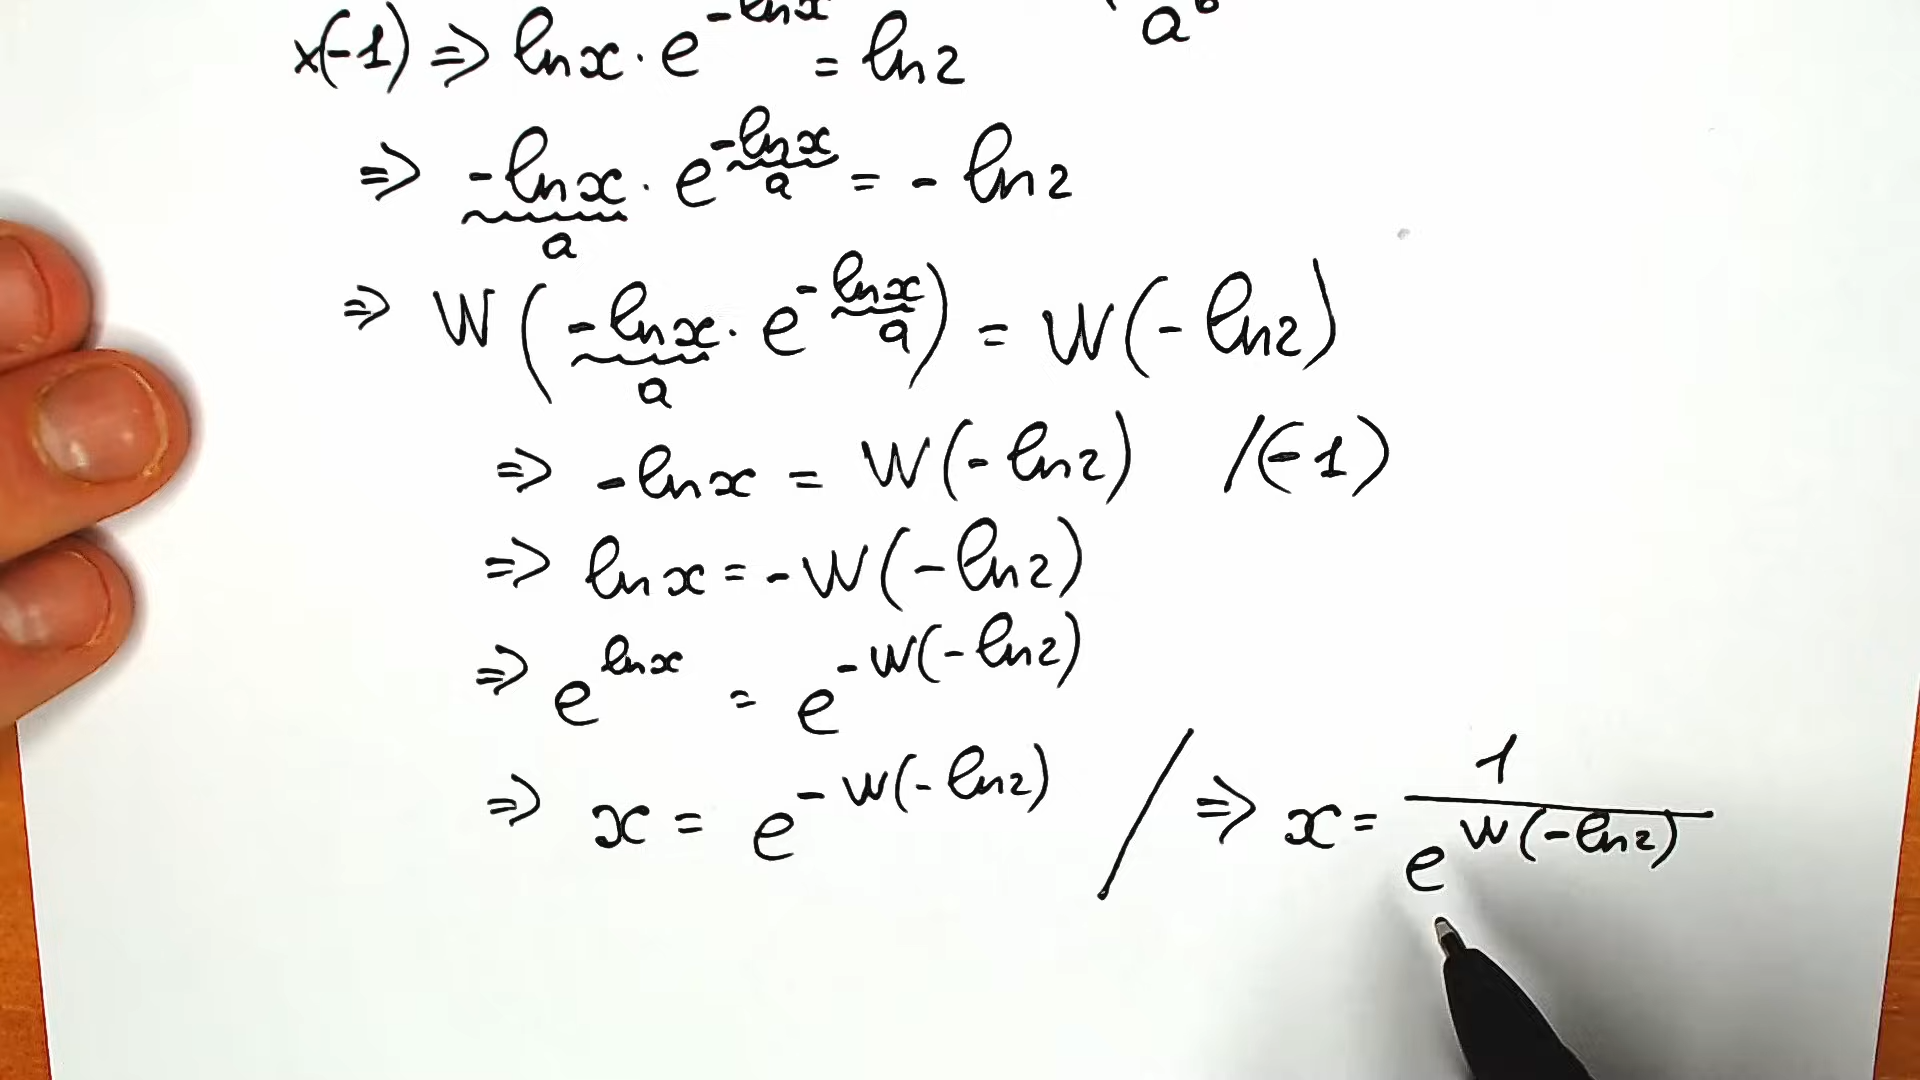 x(-1) => lnx · e^-lnx = ln2
a^b
=> -lnx · e^-lnx = - ln2
a a
=> W ( -lnx · e^-lnx ) = W(- ln2)
a a
=> -lnx = W(- ln2) /(-1)
=> lnx = -W(-ln2)
=> e^lnx = e^-W(-ln2)
=> x = e^-W(-ln2) / => x = 1
e^W(-ln2)